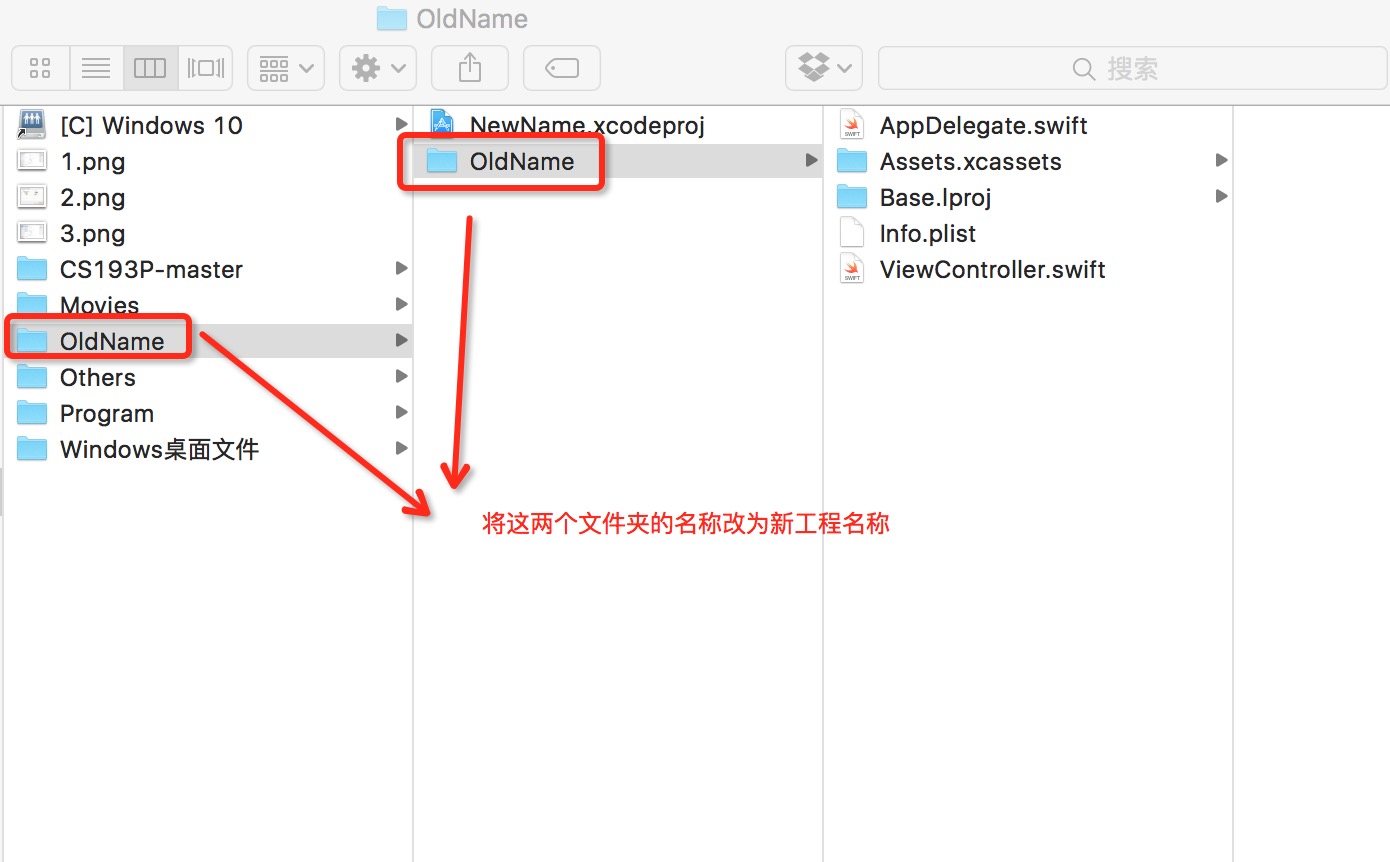 OldName
搜索
[C] Windows 10
1.png
2.png
3.png
CS193P-master
Movies
OldName
Others
Program
Windows桌面文件
NewName.xcodeproj
OldName
AppDelegate.swift
Assets.xcassets
Base.lproj
Info.plist
ViewController.swift
将这两个文件夹的名称改为新工程名称